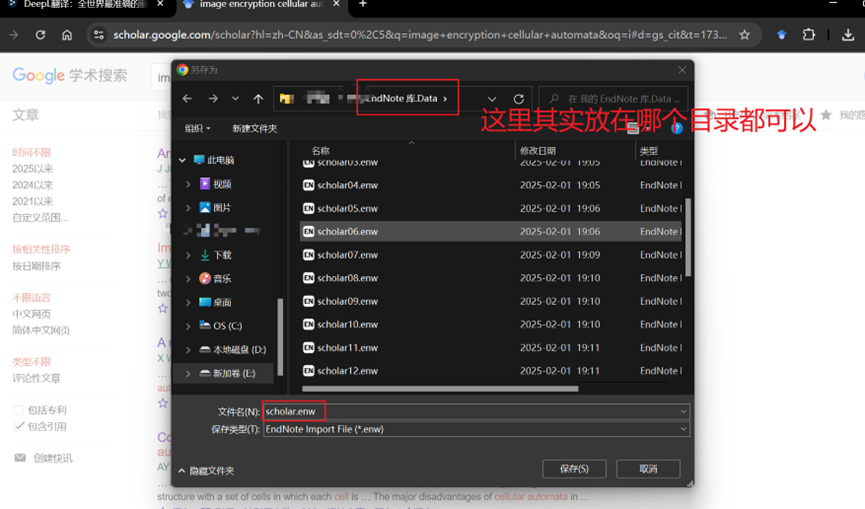 DeepL翻译：全世界最准确的
image encryption cellular au
scholar.google.com/scholar?hl=zh-CN&as_sdt=0%2C5&q=image+encryption+cellular+automata&oq=i#d=gs_cit&t=173...
Google 学术搜索
im
文章
时间不限
2025以来
2024以来
2021以来
自定义范围...
按相关性排序
按日期排序
不限语言
中文网页
简体中文网页
类型不限
评论性文章
包括专利
包含引用
创建快讯
另存为
EndNote 库.Data
在 我的 EndNote 库.Data ...
这里其实放在哪个目录都可以
组织
新建文件夹
此电脑
视频
图片
下载
音乐
桌面
OS (C:)
本地磁盘 (D:)
新加卷 (E:)
名称 修改日期 类型
scholar03.enw 2025-02-01 19:05 EndNote
scholar04.enw 2025-02-01 19:05 EndNote
scholar05.enw 2025-02-01 19:06 EndNote
scholar06.enw 2025-02-01 19:06 EndNote
scholar07.enw 2025-02-01 19:09 EndNote
scholar08.enw 2025-02-01 19:10 EndNote
scholar09.enw 2025-02-01 19:10 EndNote
scholar10.enw 2025-02-01 19:10 EndNote
scholar11.enw 2025-02-01 19:11 EndNote
scholar12.enw 2025-02-01 19:11 EndNote
文件名(N): scholar.enw
保存类型(T): EndNote Import File (*.enw)
隐藏文件夹
保存(S)
取消
structure with a set of cells in which each cell is … The major disadvantages of cellular automata in …